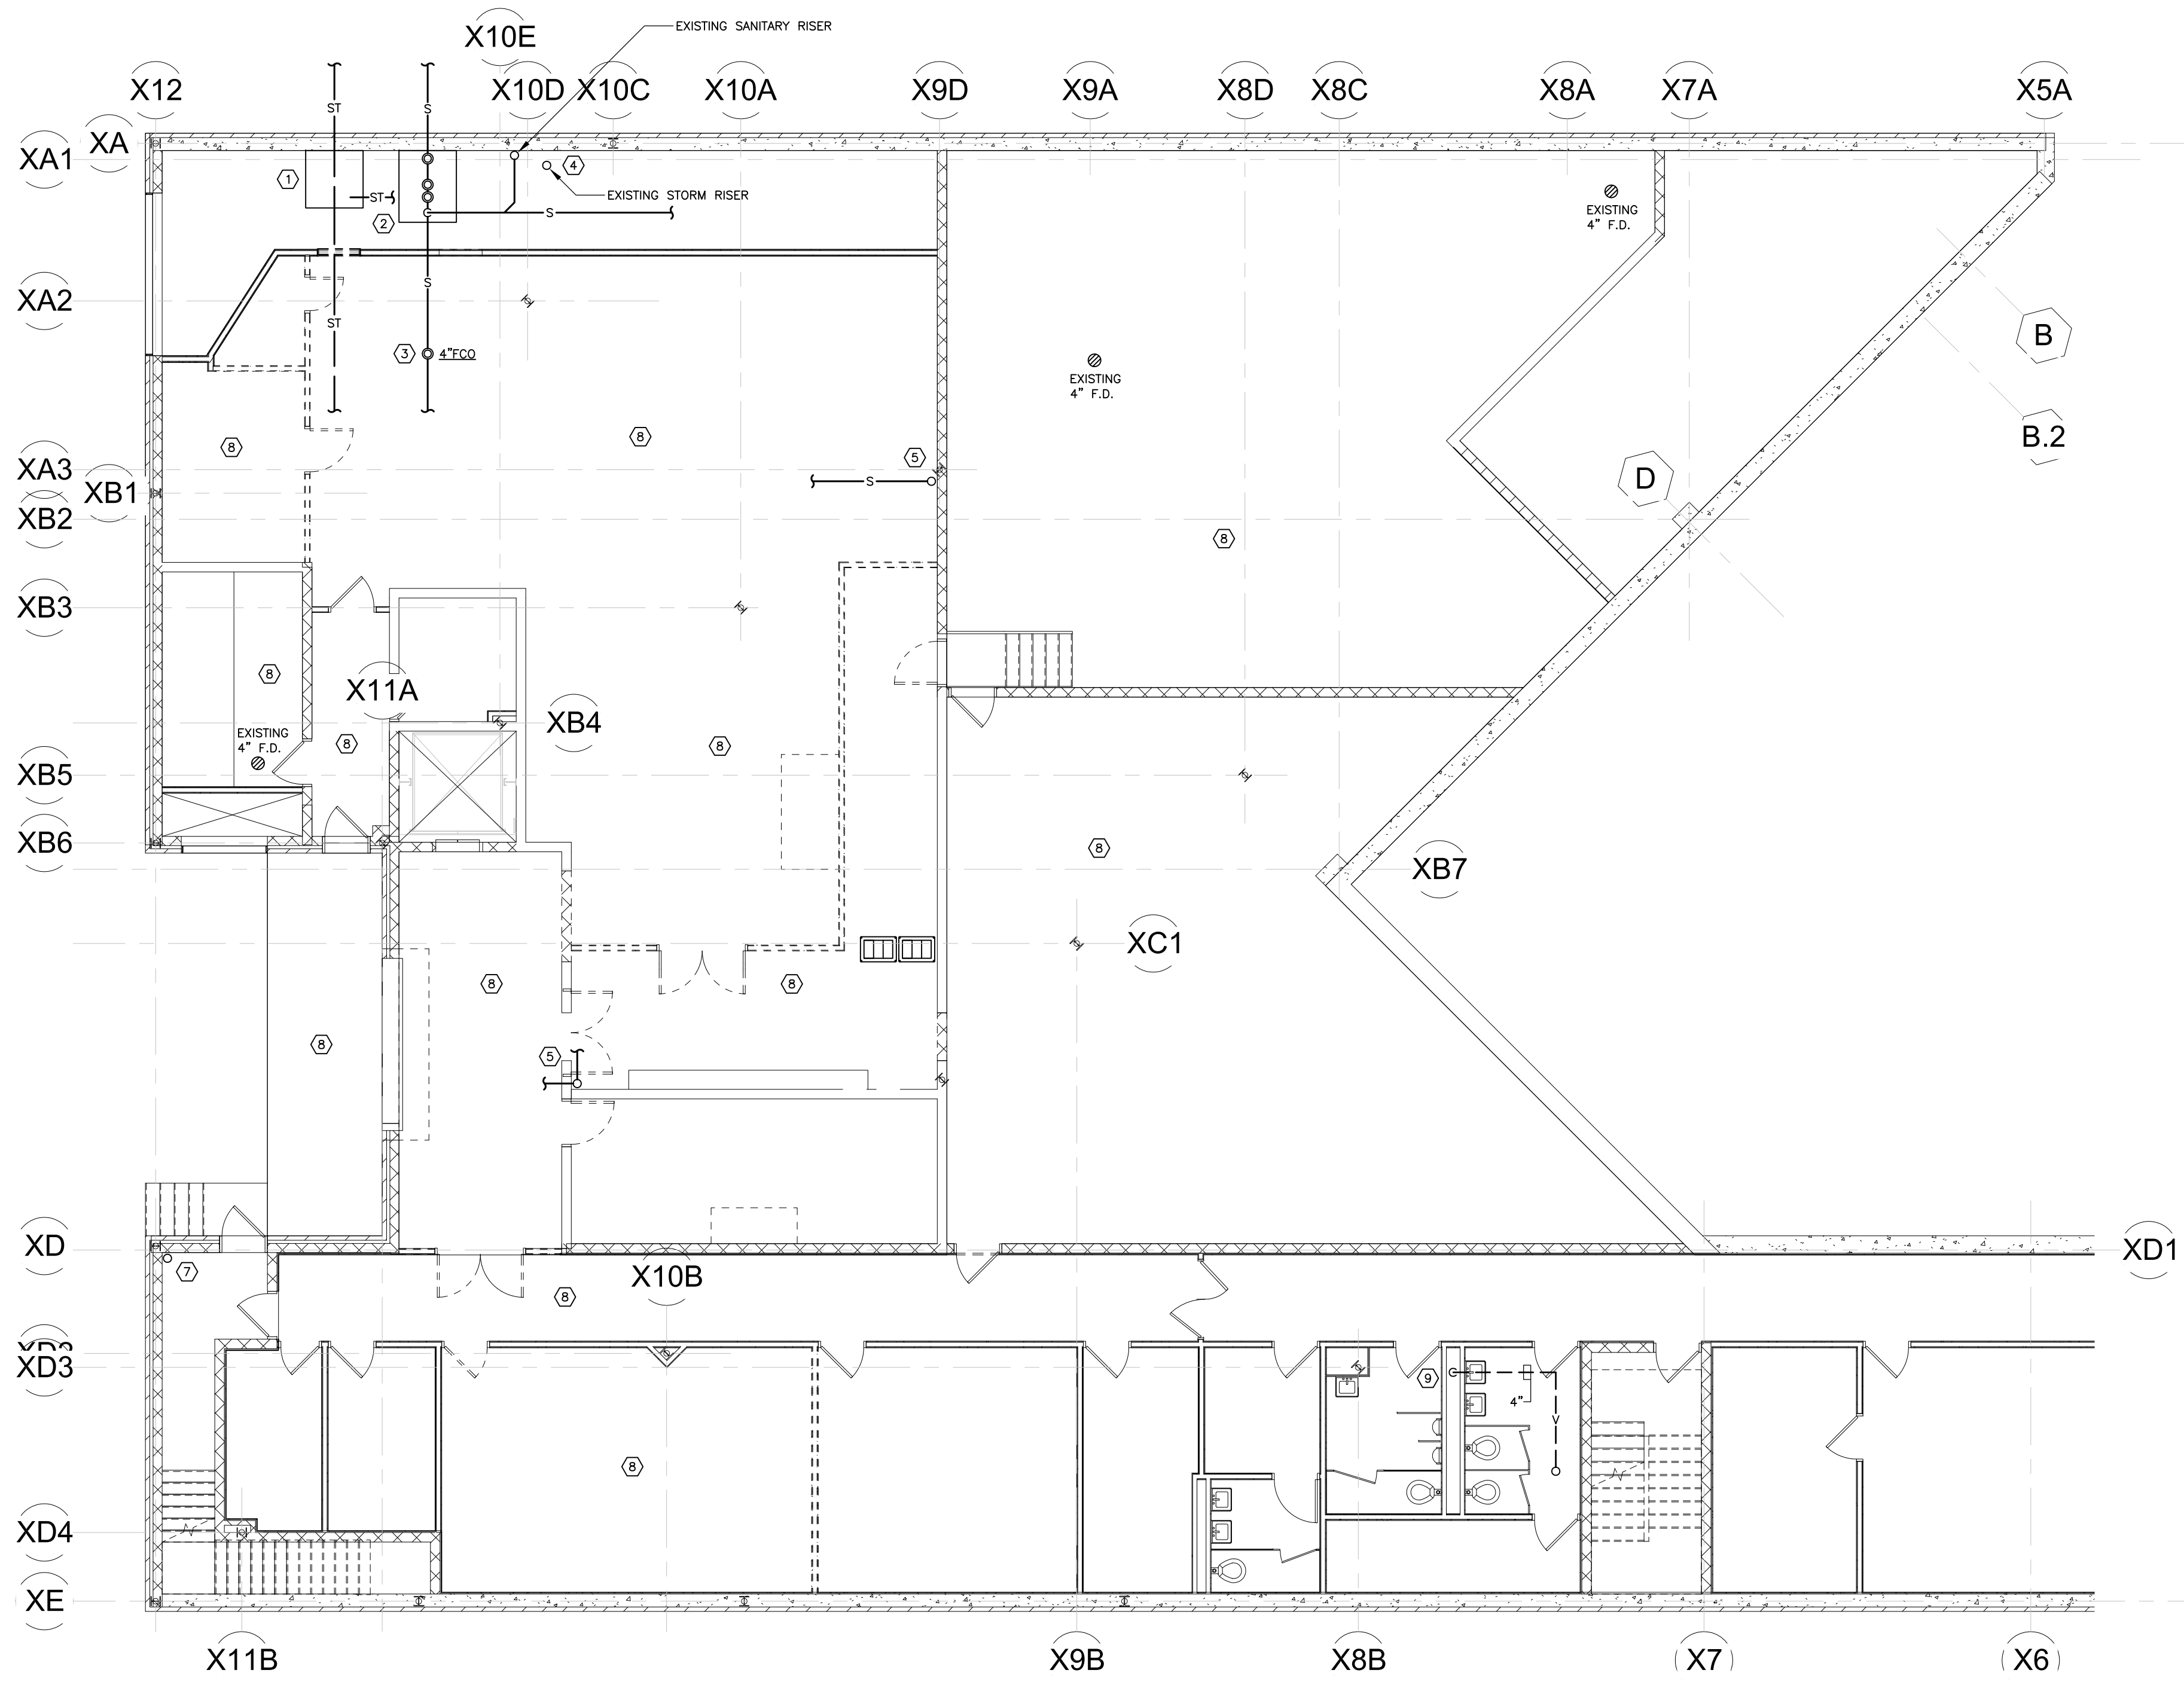 EXISTING SANITARY RISER
X10E
X12
X10D
X10C
X10A
X9D
X9A
X8D
X8C
X8A
X7A
X5A
ST
S
XA
XA1
1
ST
2
4
EXISTING STORM RISER
S
EXISTING
4" F.D.
S
XA2
ST
3
4"FCO
B
EXISTING
4" F.D.
B.2
8
8
XA3
5
S
D
XB1
XB2
8
XB3
8
X11A
XB4
EXISTING
4" F.D.
8
8
XB5
XB6
8
XB7
XC1
8
8
8
5
XD
7
X10B
8
XD1
XD3
9
4"
V
8
XD4
XE
X11B
X9B
X8B
X7
X6